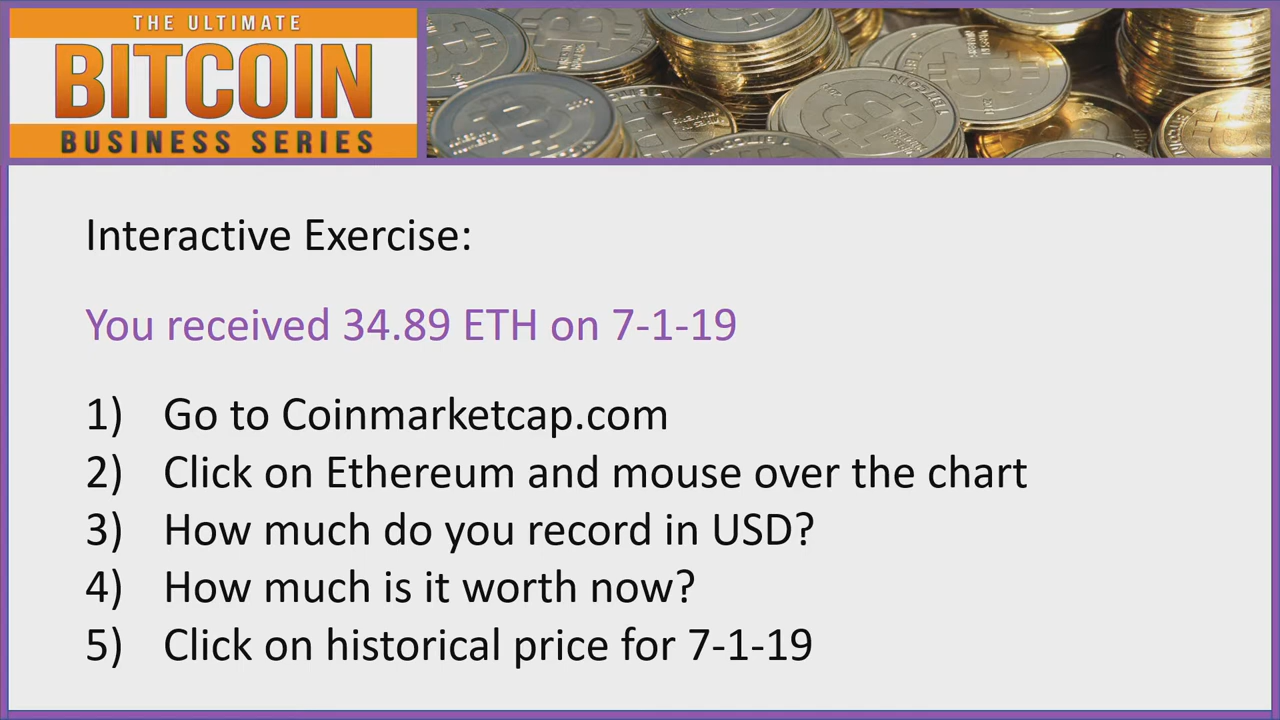 THE ULTIMATE
BITCOIN
BUSINESS SERIES
Interactive Exercise:
You received 34.89 ETH on 7-1-19
1) Go to Coinmarketcap.com
2) Click on Ethereum and mouse over the chart
3) How much do you record in USD?
4) How much is it worth now?
5) Click on historical price for 7-1-19